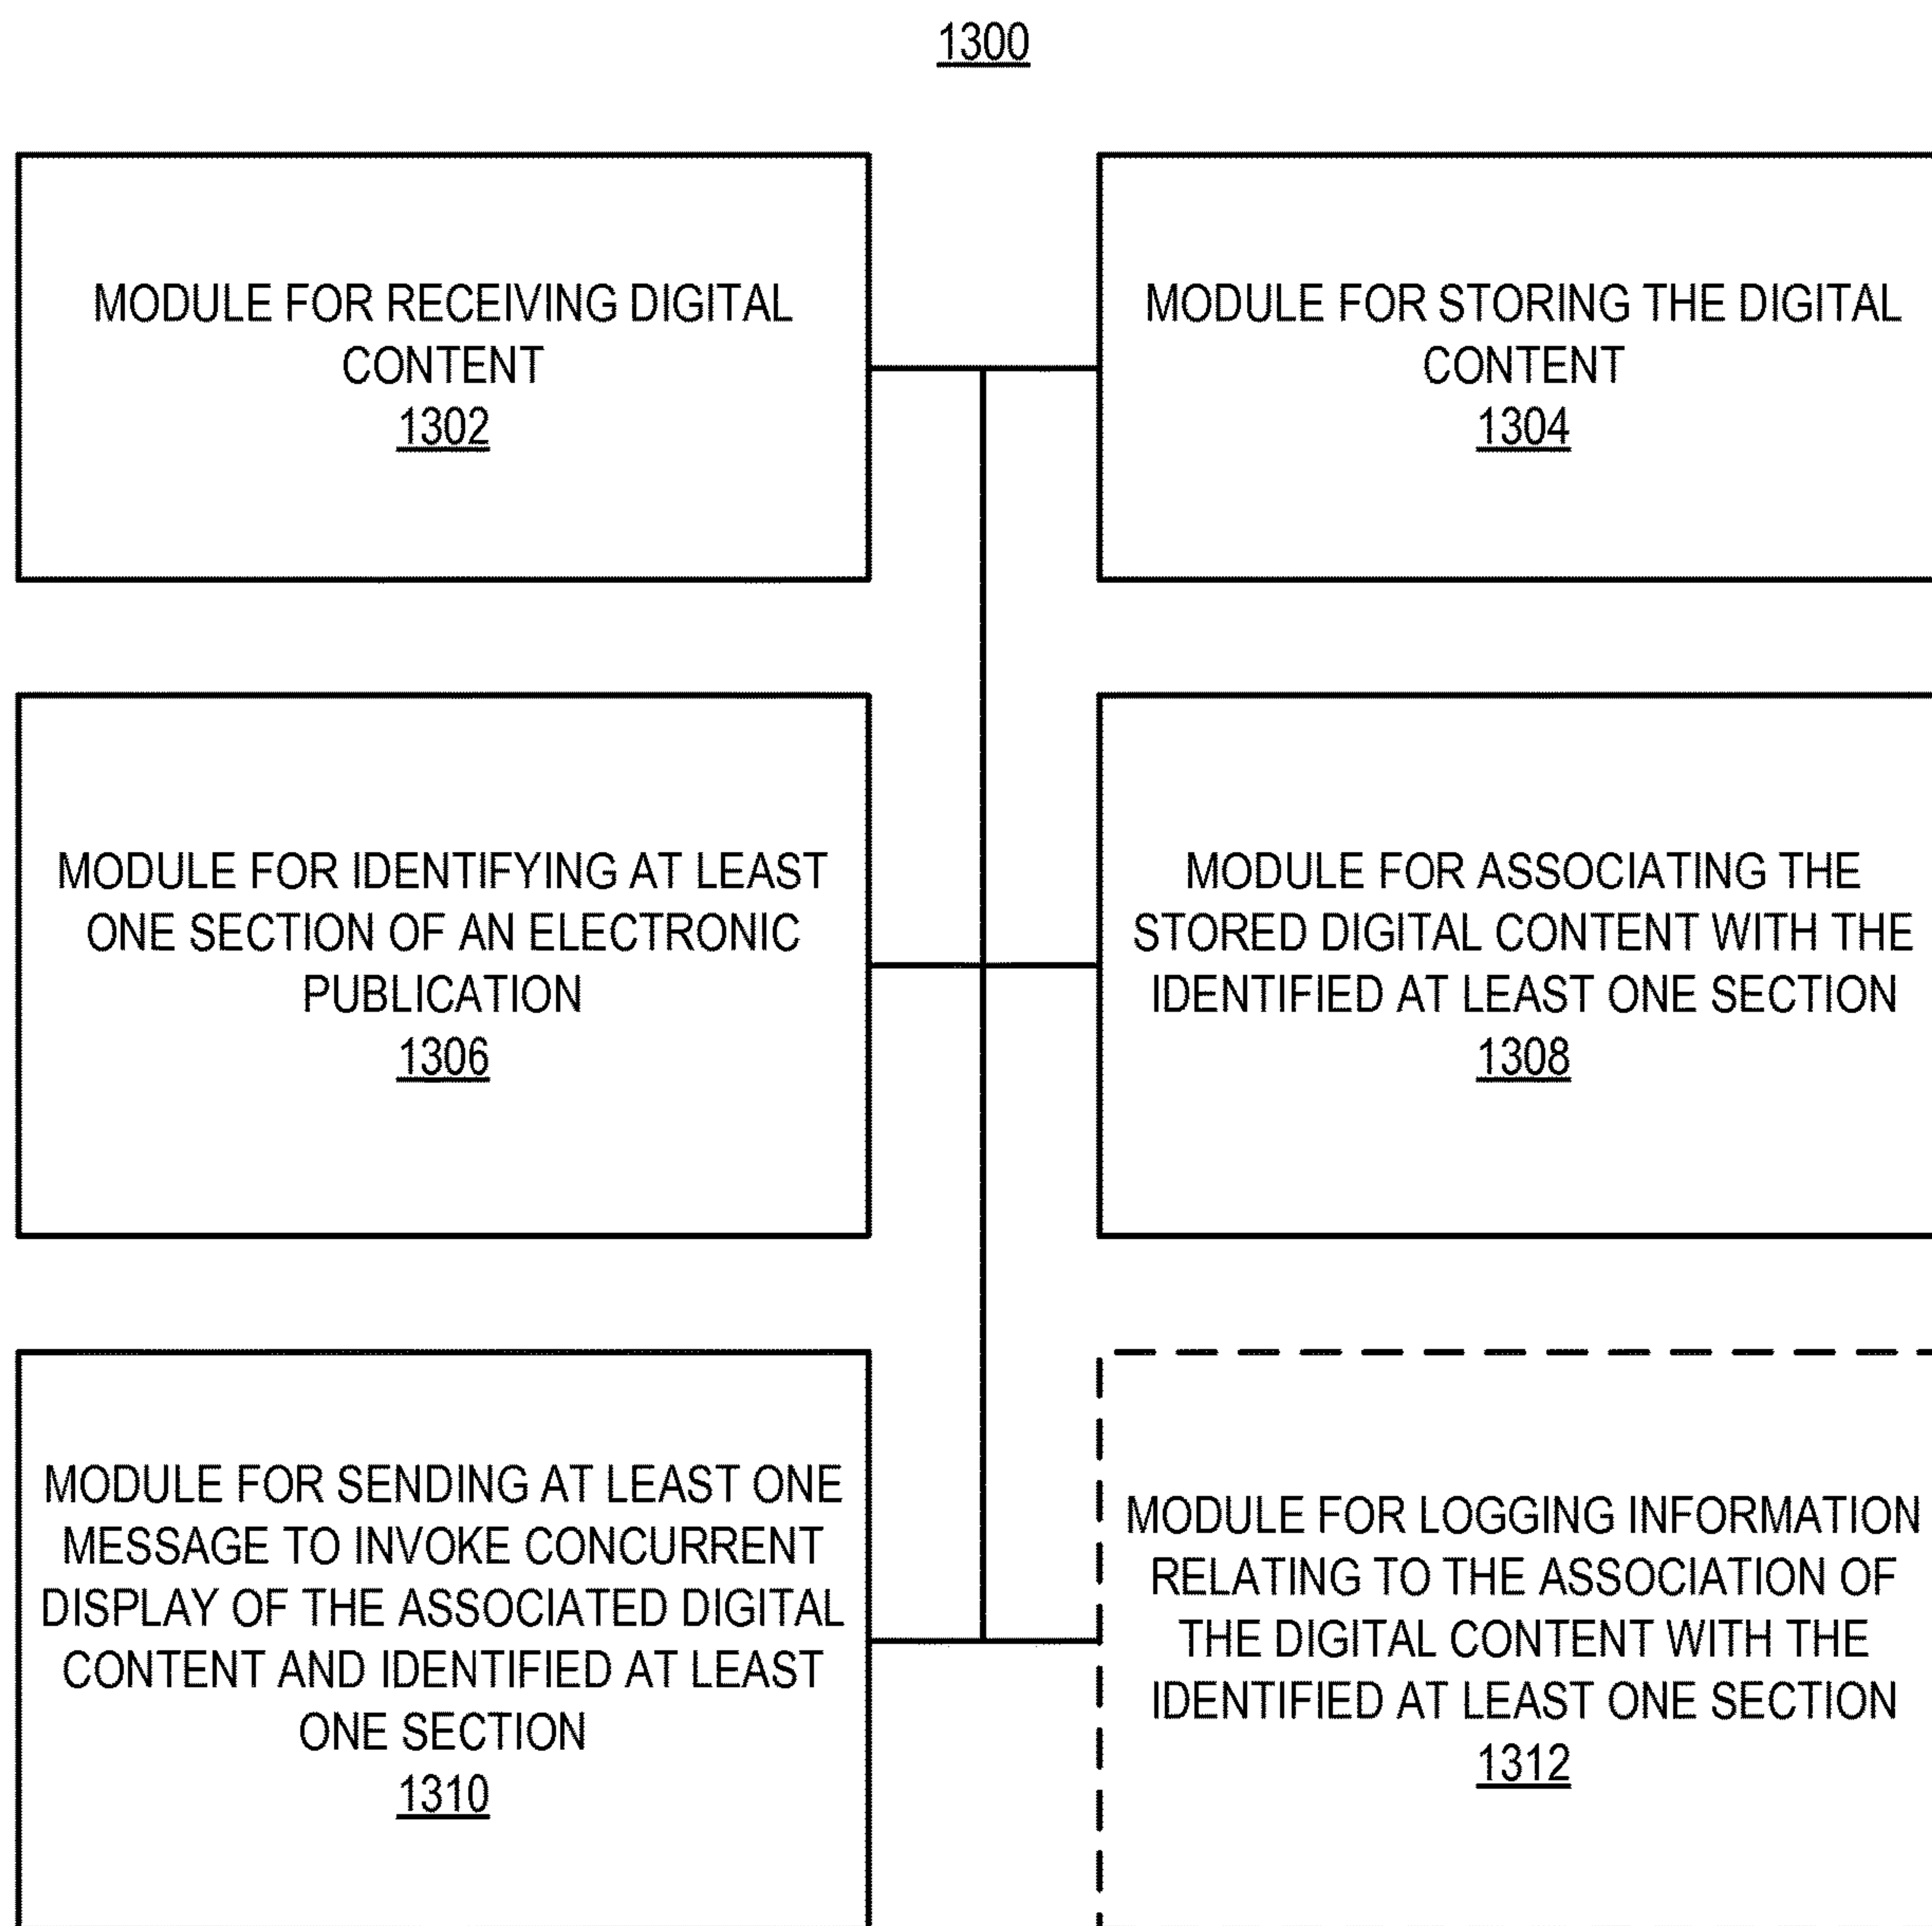 1300
MODULE FOR RECEIVING DIGITAL
CONTENT
1302
MODULE FOR STORING THE DIGITAL
CONTENT
1304
MODULE FOR IDENTIFYING AT LEAST
ONE SECTION OF AN ELECTRONIC
PUBLICATION
1306
MODULE FOR ASSOCIATING THE
STORED DIGITAL CONTENT WITH THE
IDENTIFIED AT LEAST ONE SECTION
1308
MODULE FOR SENDING AT LEAST ONE
MESSAGE TO INVOKE CONCURRENT
DISPLAY OF THE ASSOCIATED DIGITAL
CONTENT AND IDENTIFIED AT LEAST
ONE SECTION
1310
MODULE FOR LOGGING INFORMATION
RELATING TO THE ASSOCIATION OF
THE DIGITAL CONTENT WITH THE
IDENTIFIED AT LEAST ONE SECTION
1312